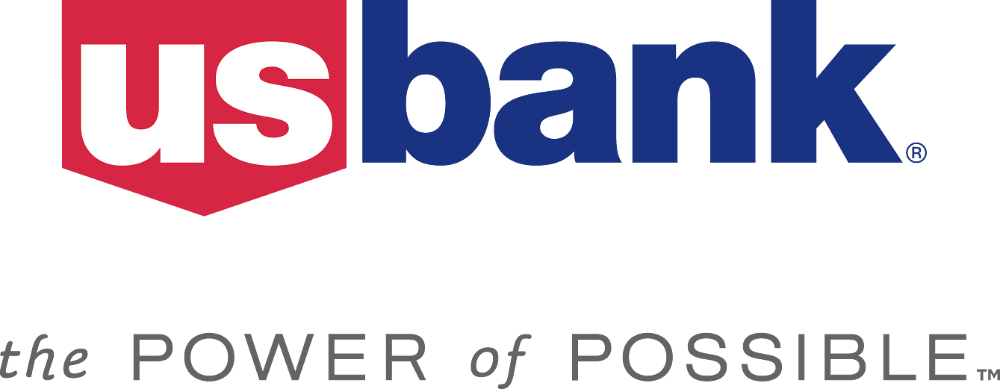 usbank®
the POWER of POSSIBLE™